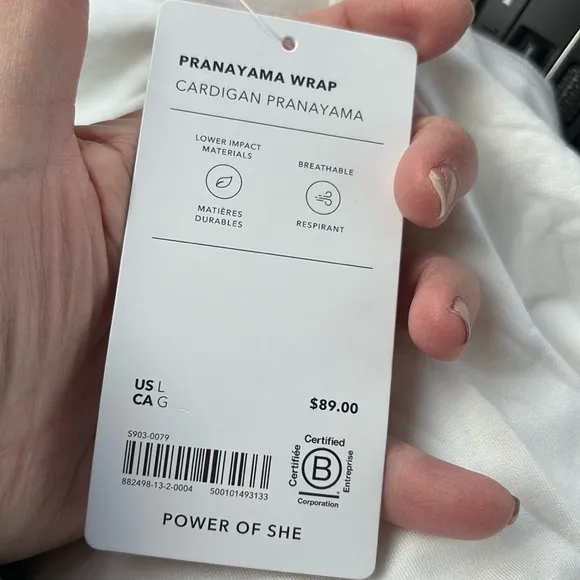 PRANAYAMA WRAP
CARDIGAN PRANAYAMA
LOWER IMPACT
MATERIALS
MATIÈRES
DURABLES
BREATHABLE
RESPIRANT
US L
CA G
$89.00
S903-0079
882498-13-2-0004 500101493133
Certified
Certifiée
B
Entreprise
Corporation
POWER OF SHE